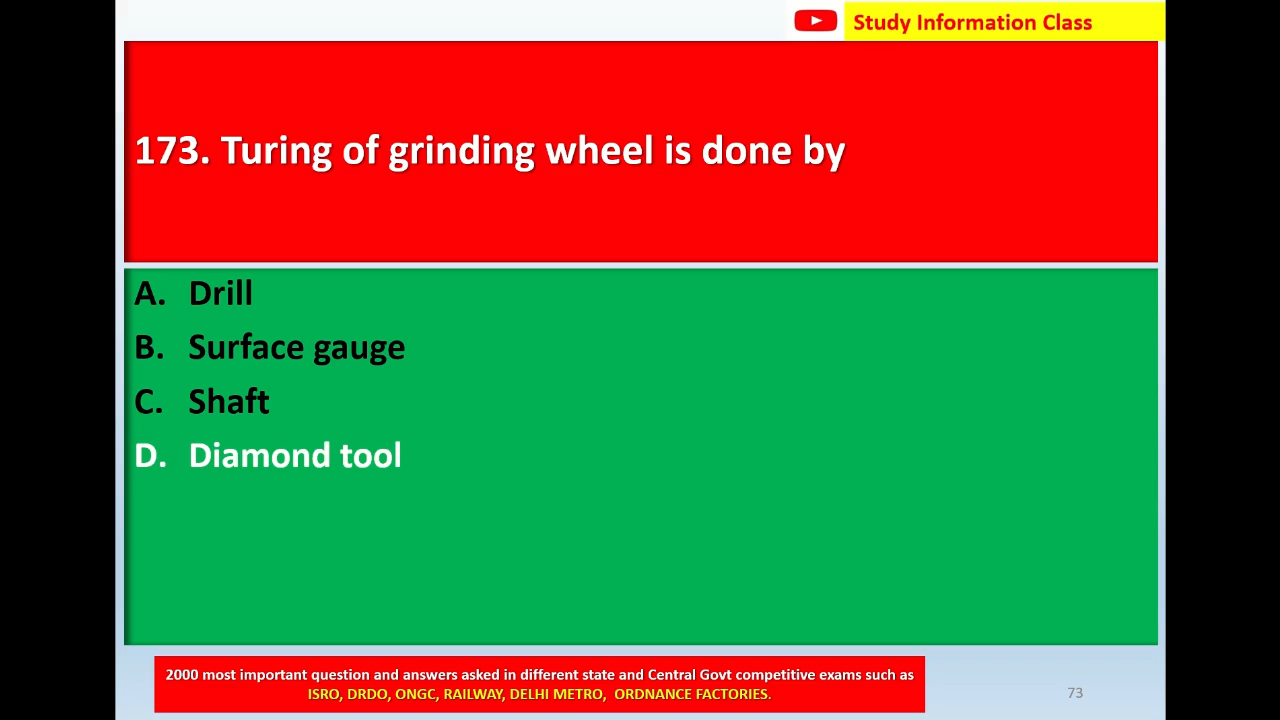 Study Information Class
173. Turing of grinding wheel is done by
A. Drill
B. Surface gauge
C. Shaft
D. Diamond tool
2000 most important question and answers asked in different state and Central Govt competitive exams such as
ISRO, DRDO, ONGC, RAILWAY, DELHI METRO, ORDNANCE FACTORIES.
73